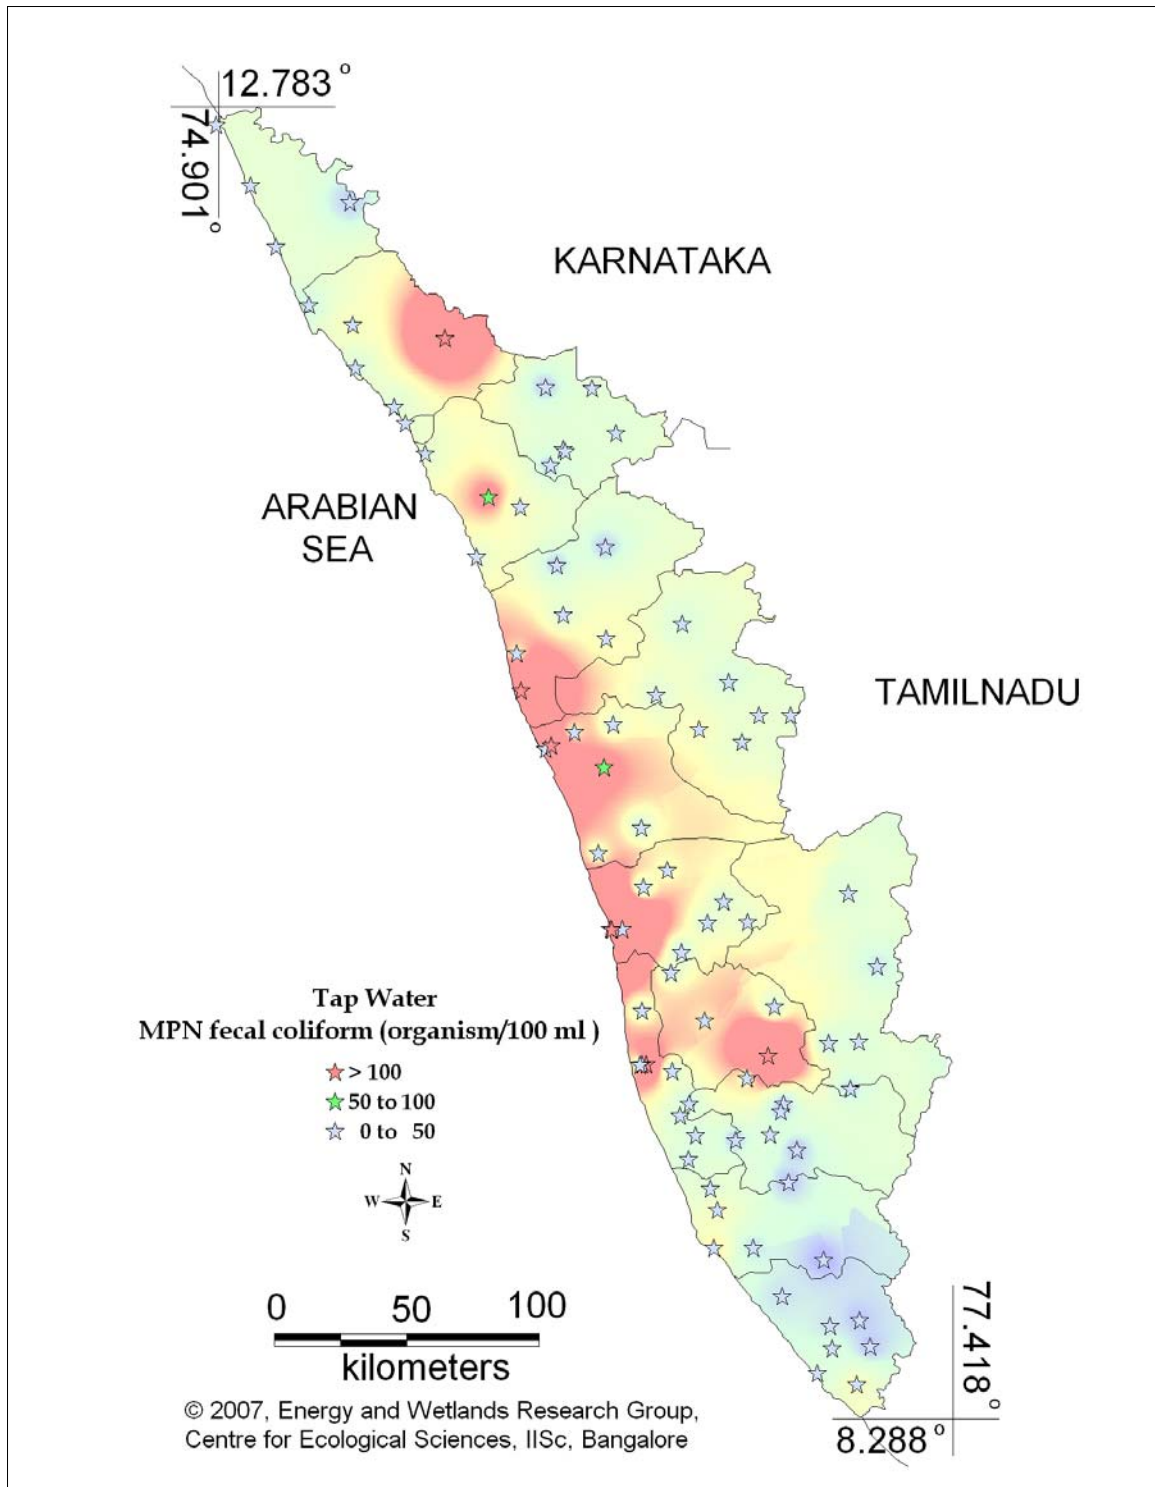 12.783 °
74.901 °
KARNATAKA
ARABIAN
SEA
TAMILNADU
Tap Water
MPN fecal coliform (organism/100 ml )
> 100
50 to 100
0 to 50
N
W E
S
0 50 100
kilometers
77.418 °
8.288 °
© 2007, Energy and Wetlands Research Group,
Centre for Ecological Sciences, IISc, Bangalore